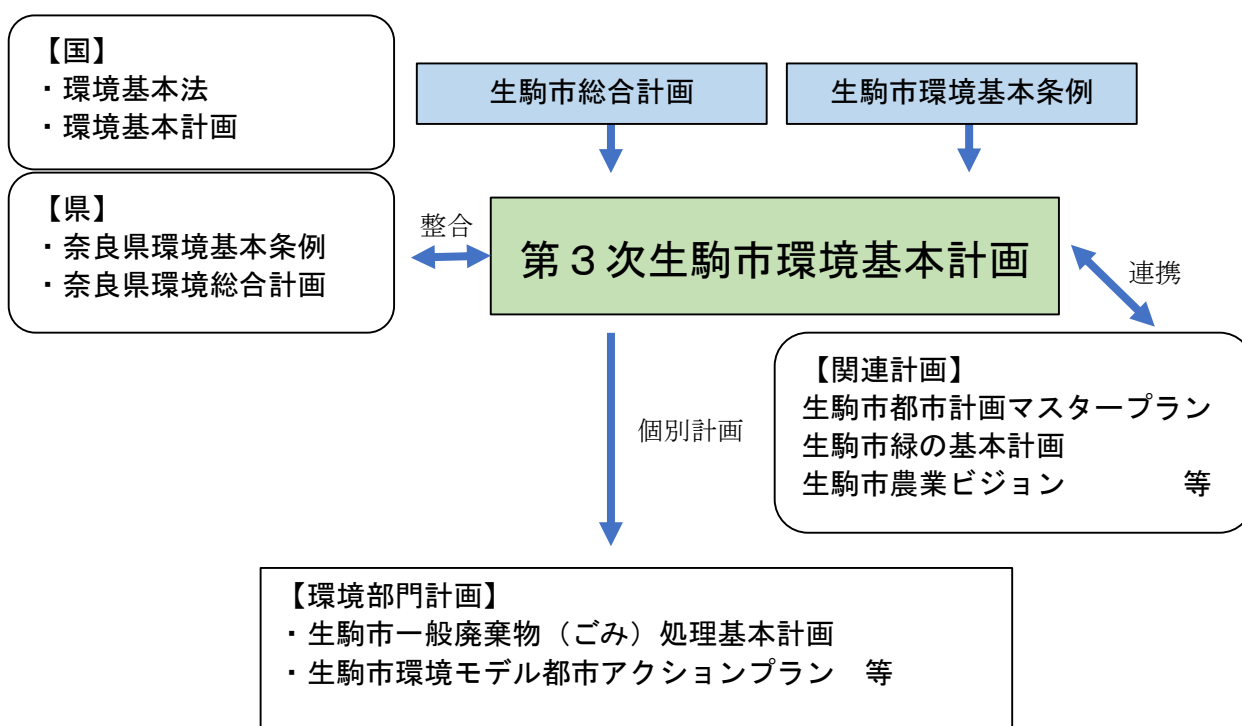 【国】
・環境基本法
・環境基本計画
生駒市総合計画
生駒市環境基本条例
【県】
・奈良県環境基本条例
・奈良県環境総合計画
整合
第３次生駒市環境基本計画
連携
【関連計画】
生駒市都市計画マスタープラン
生駒市緑の基本計画
生駒市農業ビジョン　　　　等
個別計画
【環境部門計画】
・生駒市一般廃棄物（ごみ）処理基本計画
・生駒市環境モデル都市アクションプラン　等